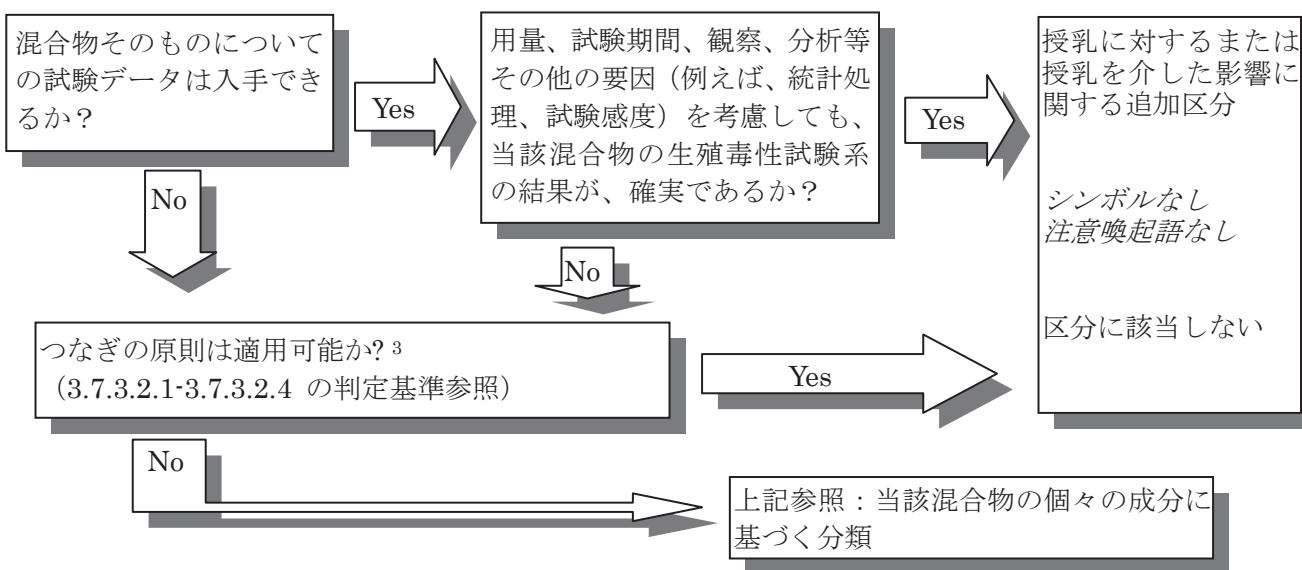 混合物そのものについて
の試験データは入手でき
るか？
Yes
用量、試験期間、観察、分析等
その他の要因（例えば、統計処
理、試験感度）を考慮しても、
当該混合物の生殖毒性試験系
の結果が、確実であるか？
Yes
授乳に対するまたは
授乳を介した影響に
関する追加区分
シンボルなし
注意喚起語なし
区分に該当しない
No
No
つなぎの原則は適用可能か? 3
（3.7.3.2.1-3.7.3.2.4 の判定基準参照）
Yes
No
上記参照：当該混合物の個々の成分に
基づく分類